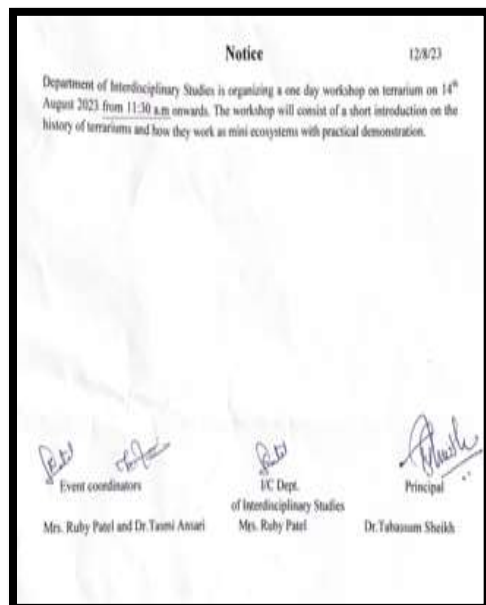 Notice
12/8/23
Department of Interdisciplinary Studies is organizing a one day workshop on terrarium on 14th
August 2023 from 11:30 a.m onwards. The workshop will consist of a short introduction on the
history of terrariums and how they work as mini ecosystems with practical demonstration.
Event coordinators
I/C Dept.
Principal
of Interdisciplinary Studies
Mrs. Ruby Patel and Dr. Tasmi Ansari
Mrs. Ruby Patel
Dr. Tabassum Sheikh